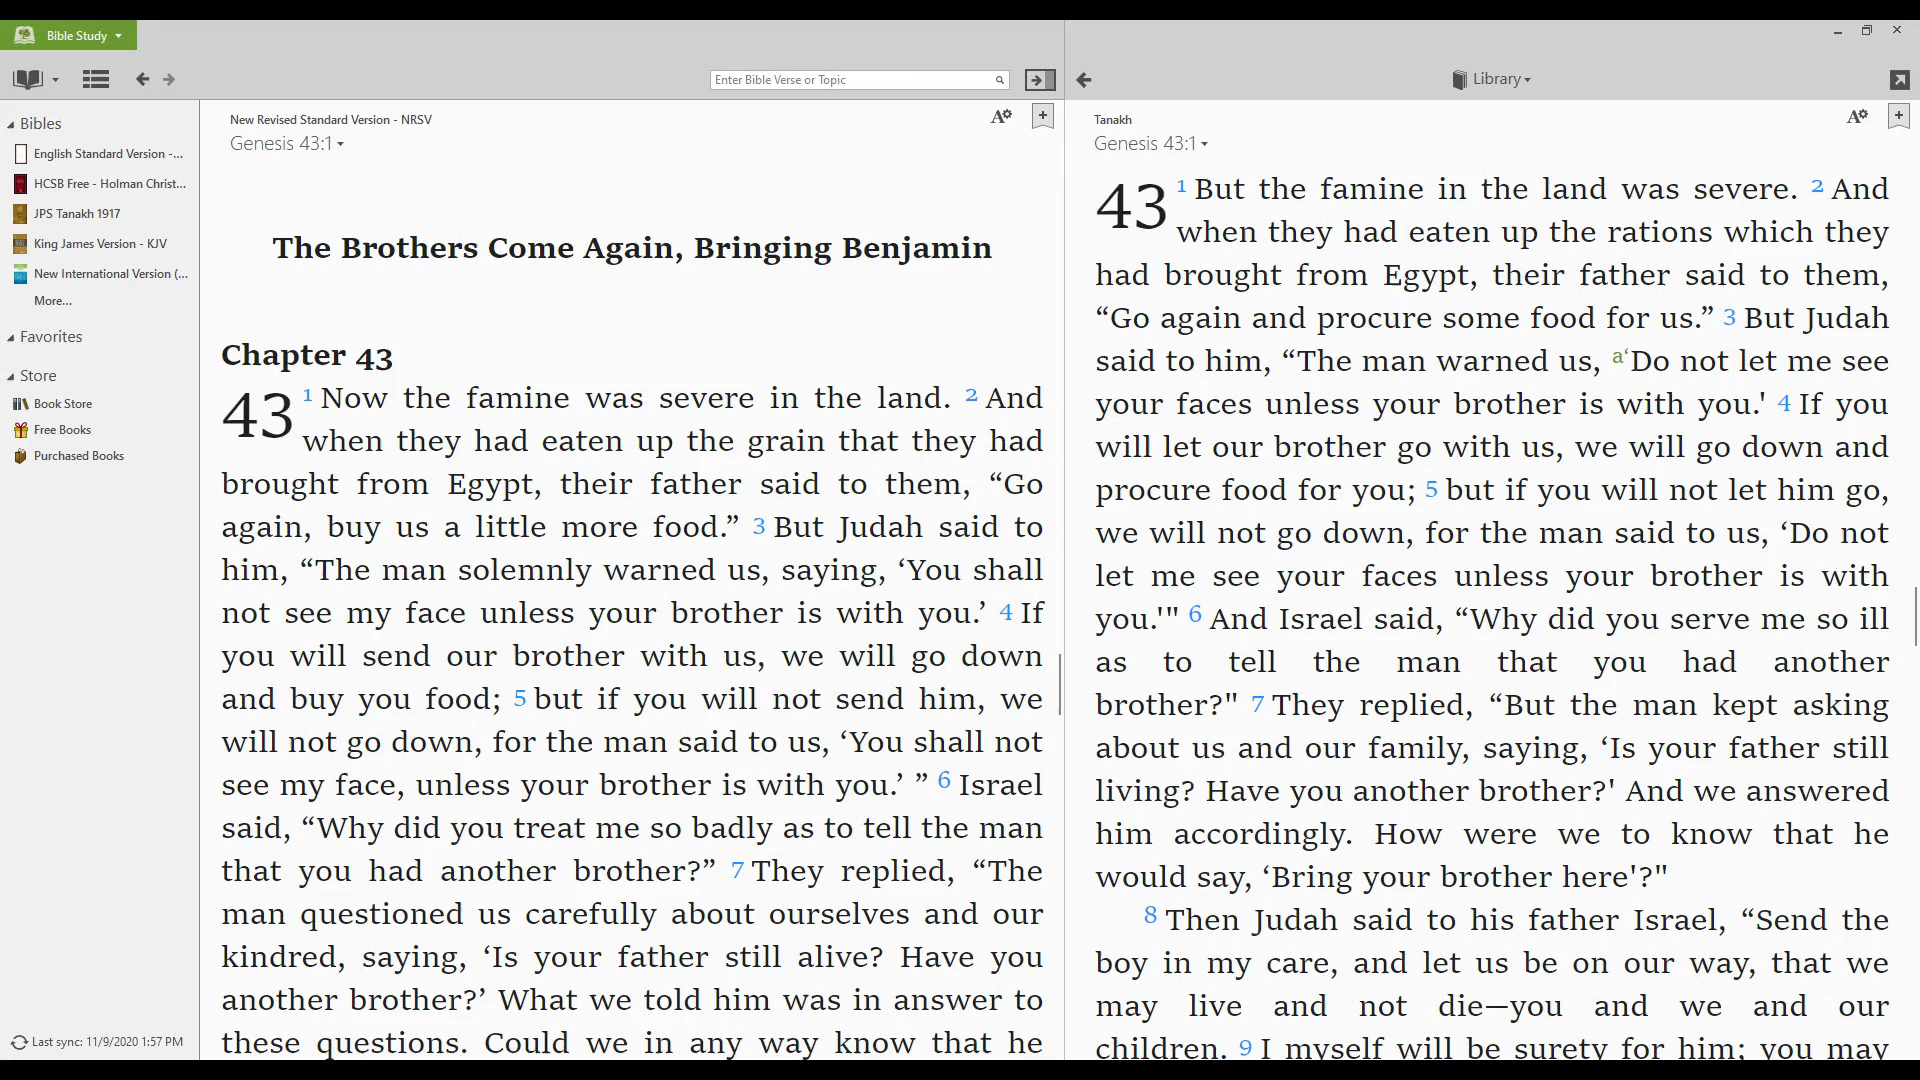 Bible Study
Enter Bible Verse or Topic
Library
Bibles
English Standard Version -...
HCSB Free - Holman Christ...
JPS Tanakh 1917
King James Version - KJV
New International Version (...
More...
Favorites
Store
Book Store
Free Books
Purchased Books
Last sync: 11/9/2020 1:57 PM
New Revised Standard Version - NRSV
Genesis 43:1
The Brothers Come Again, Bringing Benjamin
Chapter 43
43 1 Now the famine was severe in the land. 2 And
when they had eaten up the grain that they had
brought from Egypt, their father said to them, “Go
again, buy us a little more food.” 3 But Judah said to
him, “The man solemnly warned us, saying, ‘You shall
not see my face unless your brother is with you.’ 4 If
you will send our brother with us, we will go down
and buy you food; 5 but if you will not send him, we
will not go down, for the man said to us, ‘You shall not
see my face, unless your brother is with you.’ ” 6 Israel
said, “Why did you treat me so badly as to tell the man
that you had another brother?” 7 They replied, “The
man questioned us carefully about ourselves and our
kindred, saying, ‘Is your father still alive? Have you
another brother?’ What we told him was in answer to
these questions. Could we in any way know that he
Tanakh
Genesis 43:1
43 1 But the famine in the land was severe. 2 And
when they had eaten up the rations which they
had brought from Egypt, their father said to them,
“Go again and procure some food for us.” 3 But Judah
said to him, “The man warned us, a‘Do not let me see
your faces unless your brother is with you.' 4 If you
will let our brother go with us, we will go down and
procure food for you; 5 but if you will not let him go,
we will not go down, for the man said to us, ‘Do not
let me see your faces unless your brother is with
you.'" 6 And Israel said, “Why did you serve me so ill
as to tell the man that you had another
brother?" 7 They replied, “But the man kept asking
about us and our family, saying, ‘Is your father still
living? Have you another brother?' And we answered
him accordingly. How were we to know that he
would say, ‘Bring your brother here'?"
8 Then Judah said to his father Israel, “Send the
boy in my care, and let us be on our way, that we
may live and not die—you and we and our
children. 9 I myself will be surety for him; you may